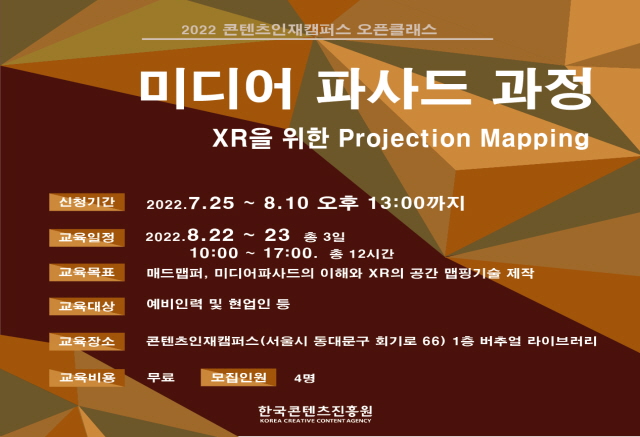 2022 콘텐츠인재캠퍼스 오픈클래스
미디어 파사드 과정
XR을 위한 Projection Mapping
신청기간 2022.7.25 ~ 8.10 오후 13:00까지
교육일정 2022.8.22 ~ 23 총 3일
10:00 ~ 17:00. 총 12시간
교육목표 매드맵퍼, 미디어파사드의 이해와 XR의 공간 맵핑기술 제작
교육대상 예비인력 및 현업인 등
교육장소 콘텐츠인재캠퍼스(서울시 동대문구 회기로 66) 1층 버추얼 라이브러리
교육비용 무료 모집인원 4명
한국콘텐츠진흥원
KOREA CREATIVE CONTENT AGENCY